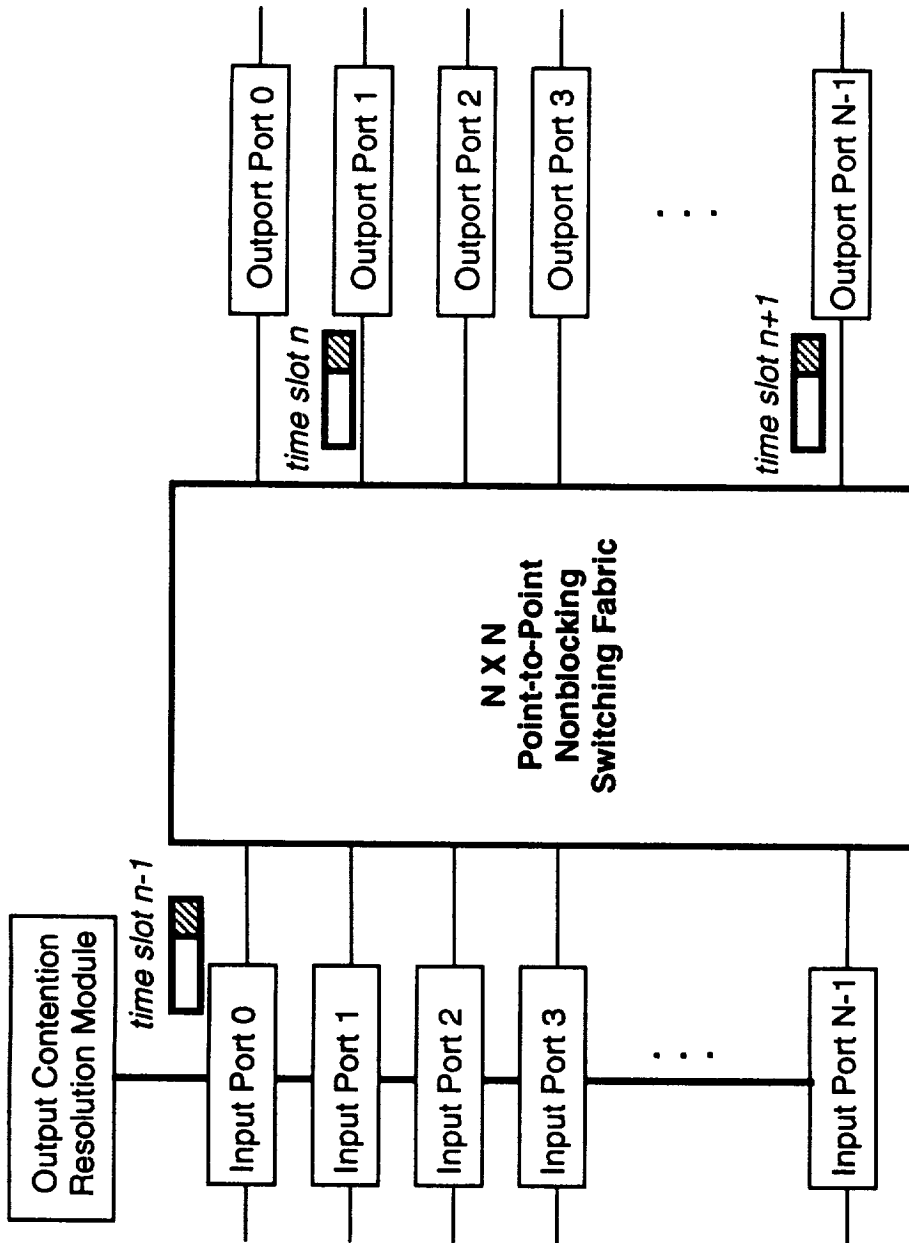 Output Contention
Resolution Module
time slot n-1
Input Port 0
Input Port 1
Input Port 2
Input Port 3
. . .
Input Port N-1
N X N
Point-to-Point
Nonblocking
Switching Fabric
time slot n
time slot n+1
Outport Port 0
Outport Port 1
Outport Port 2
Outport Port 3
. . .
Outport Port N-1